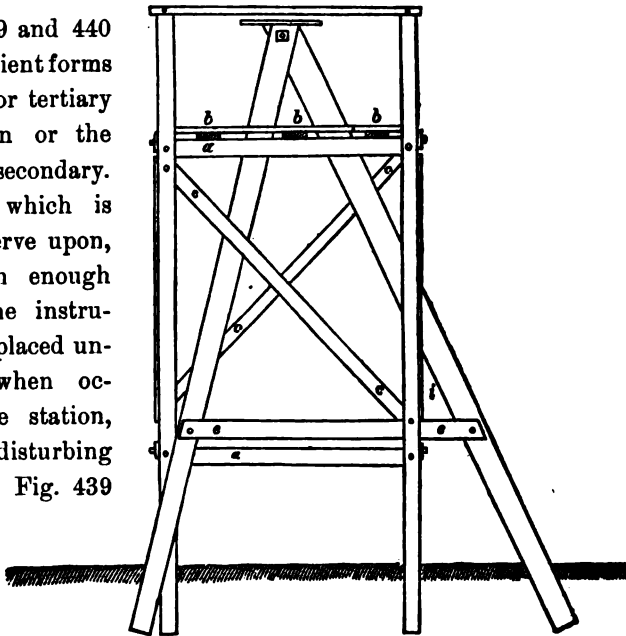 9 and 440
ient forms
or tertiary
n or the
secondary.
which is
erve upon,
h enough
ne instru-
placed un-
when oc-
e station,
disturbing
Fig. 439
b b b
a
c c
c c
i
e e
a